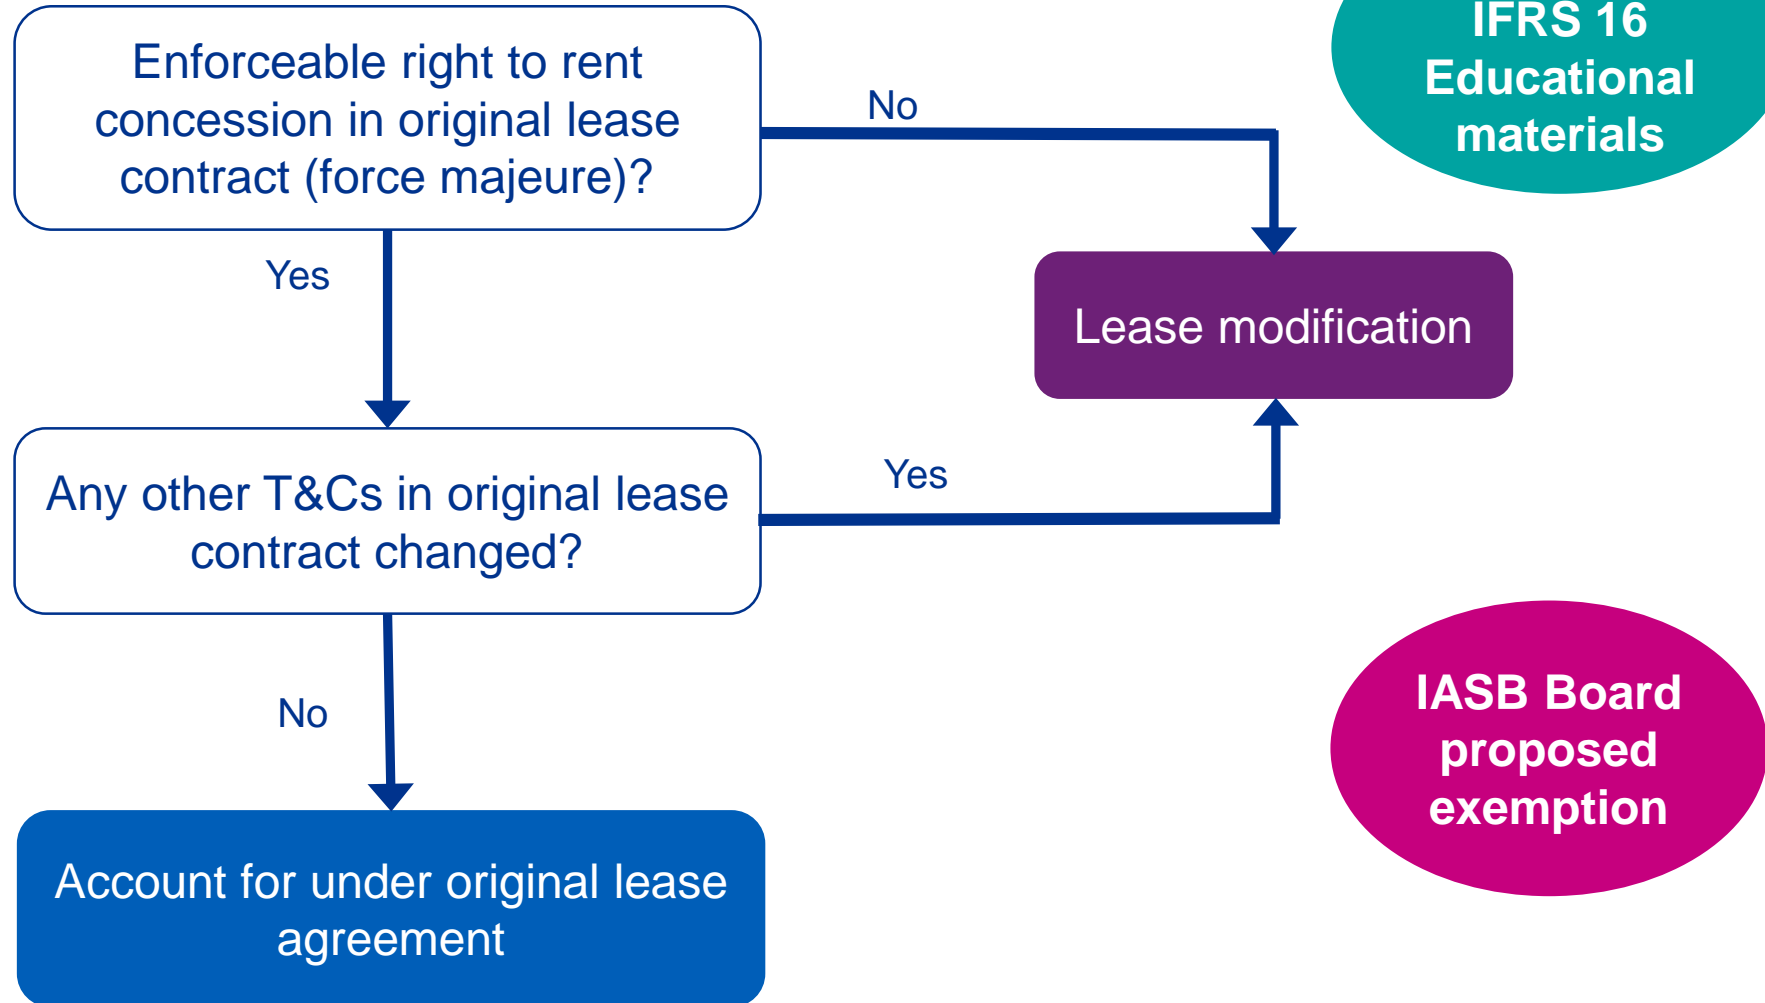 Enforceable right to rent
concession in original lease
contract (force majeure)?
No
IFRS 16
Educational
materials
Yes
Lease modification
Any other T&Cs in original lease
contract changed?
Yes
No
IASB Board
proposed
exemption
Account for under original lease
agreement